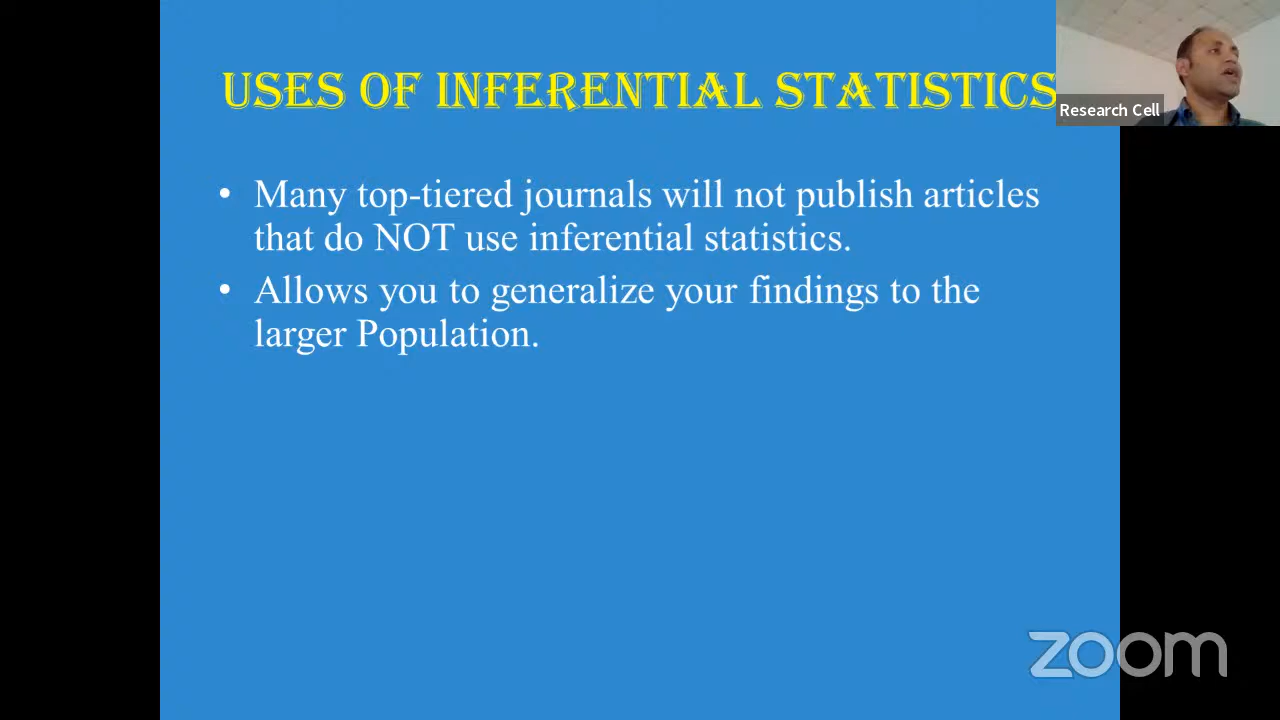 USES OF INFERENTIAL STATISTICS
Research Cell
• Many top-tiered journals will not publish articles
that do NOT use inferential statistics.
• Allows you to generalize your findings to the
larger Population.
zoom